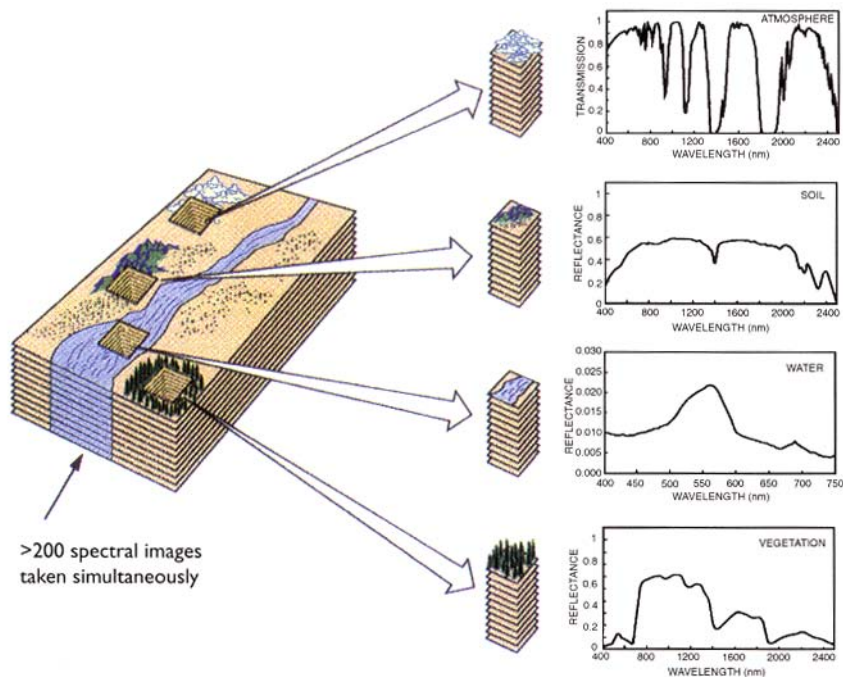 ATMOSPHERE
TRANSMISSION
1
0.8
0.6
0.4
0.2
0
400 800 1200 1600 2000 2400
WAVELENGTH (nm)
SOIL
REFLECTANCE
1
0.8
0.6
0.4
0.2
0
400 800 1200 1600 2000 2400
WAVELENGTH (nm)
WATER
REFLECTANCE
0.030
0.025
0.020
0.015
0.010
0.005
0.000
400 450 500 550 600 650 700 750
WAVELENGTH (nm)
>200 spectral images
taken simultaneously
VEGETATION
REFLECTANCE
1
0.8
0.6
0.4
0.2
0
400 800 1200 1600 2000 2400
WAVELENGTH (nm)